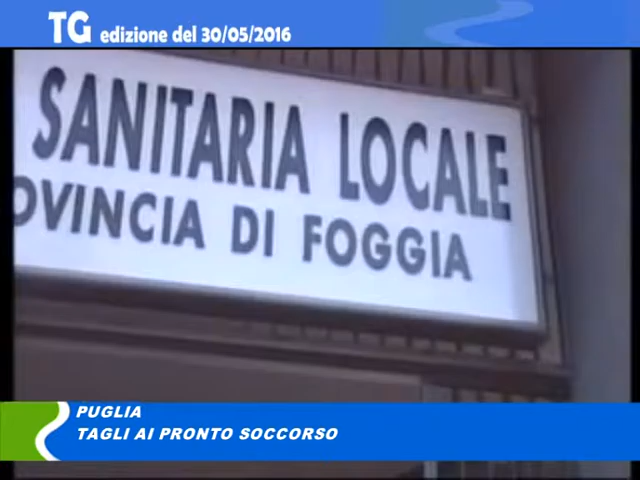 TG edizione del 30/05/2016
SANITARIA LOCALE
OVINCIA DI FOGGIA
PUGLIA
TAGLI AI PRONTO SOCCORSO